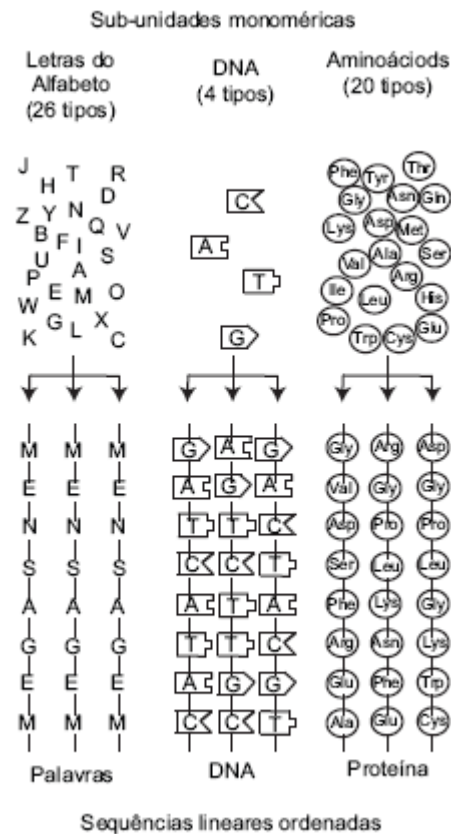 Sub-unidades monoméricas
Letras do
Alfabeto
(26 tipos)
J H T R
D
Z Y N Q V
B F I
U A S
P E M O
W G X
K L C
DNA
(4 tipos)
C
A
T
G
Aminoáciods
(20 tipos)
Phe Tyr Thr
Gly Asn Gln
Lys Asp Met
Val Ala Ser
Arg
Ile Leu His
Pro Glu
Trp Cys
M M M
E E E
N N N
S S S
A A A
G G G
E E E
M M M
Palavras
G A G
A G A
T T C
C C T
A T A
T T C
A G G
C C T
DNA
Gly Arg Asp
Val Gly Gly
Asp Pro Pro
Ser Leu Leu
Phe Lys Gly
Arg Asn Lys
Glu Phe Trp
Ala Glu Cys
Proteína
Sequências lineares ordenadas